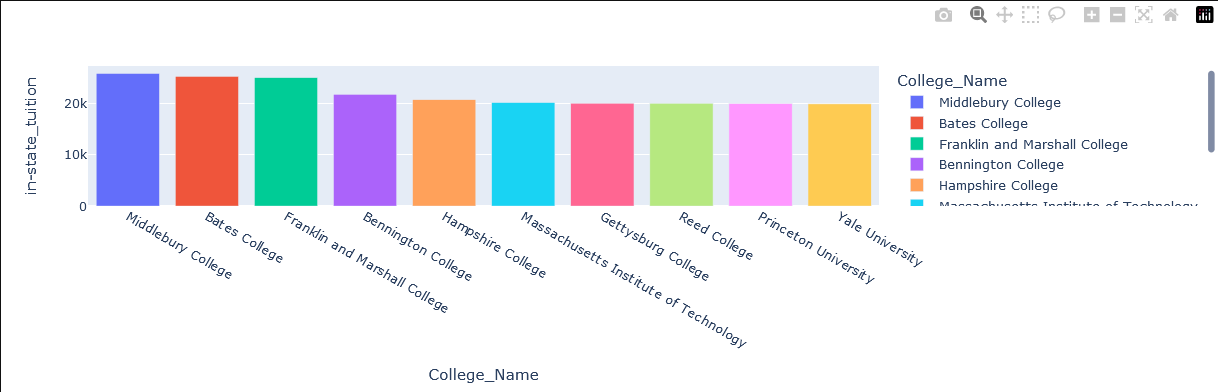 in-state_tuition
20k
10k
0
Middlebury College
Bates College
Franklin and Marshall College
Bennington College
Hampshire College
Massachusetts Institute of Technology
Gettysburg College
Reed College
Princeton University
Yale University
College_Name
College_Name
Middlebury College
Bates College
Franklin and Marshall College
Bennington College
Hampshire College
Massachusetts Institute of Technology